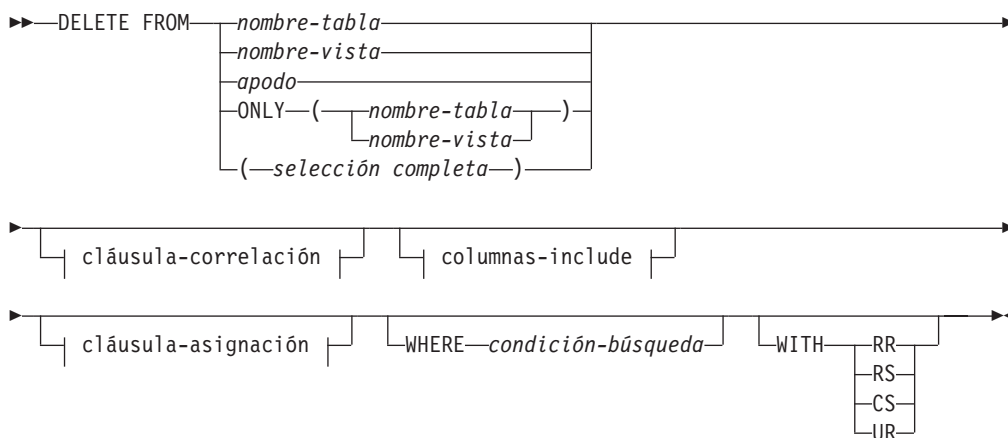 DELETE FROM nombre-tabla
nombre-vista
apodo
ONLY ( nombre-tabla )
nombre-vista
( selección completa )
cláusula-correlación columnas-include
cláusula-asignación WHERE condición-búsqueda WITH RR
RS
CS
UR